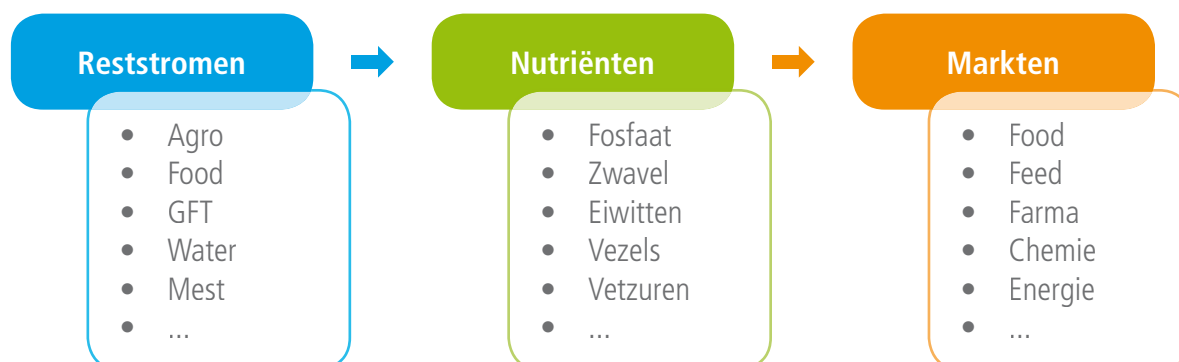 Reststromen
• Agro
• Food
• GFT
• Water
• Mest
• ...
Nutriënten
• Fosfaat
• Zwavel
• Eiwitten
• Vezels
• Vetzuren
• ...
Markten
• Food
• Feed
• Farma
• Chemie
• Energie
• ...